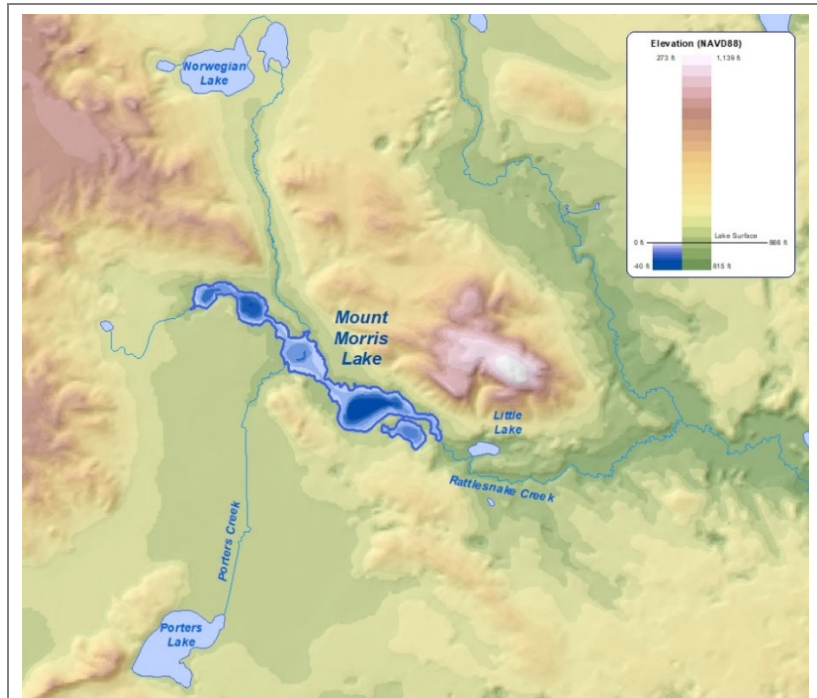 Norwegian
Lake
Elevation (NAVD88)
273 ft 1,139 ft
Lake Surface
0 ft 866 ft
-40 ft 815 ft
Mount
Morris
Lake
Little
Lake
Rattlesnake Creek
Porters Creek
Porters
Lake